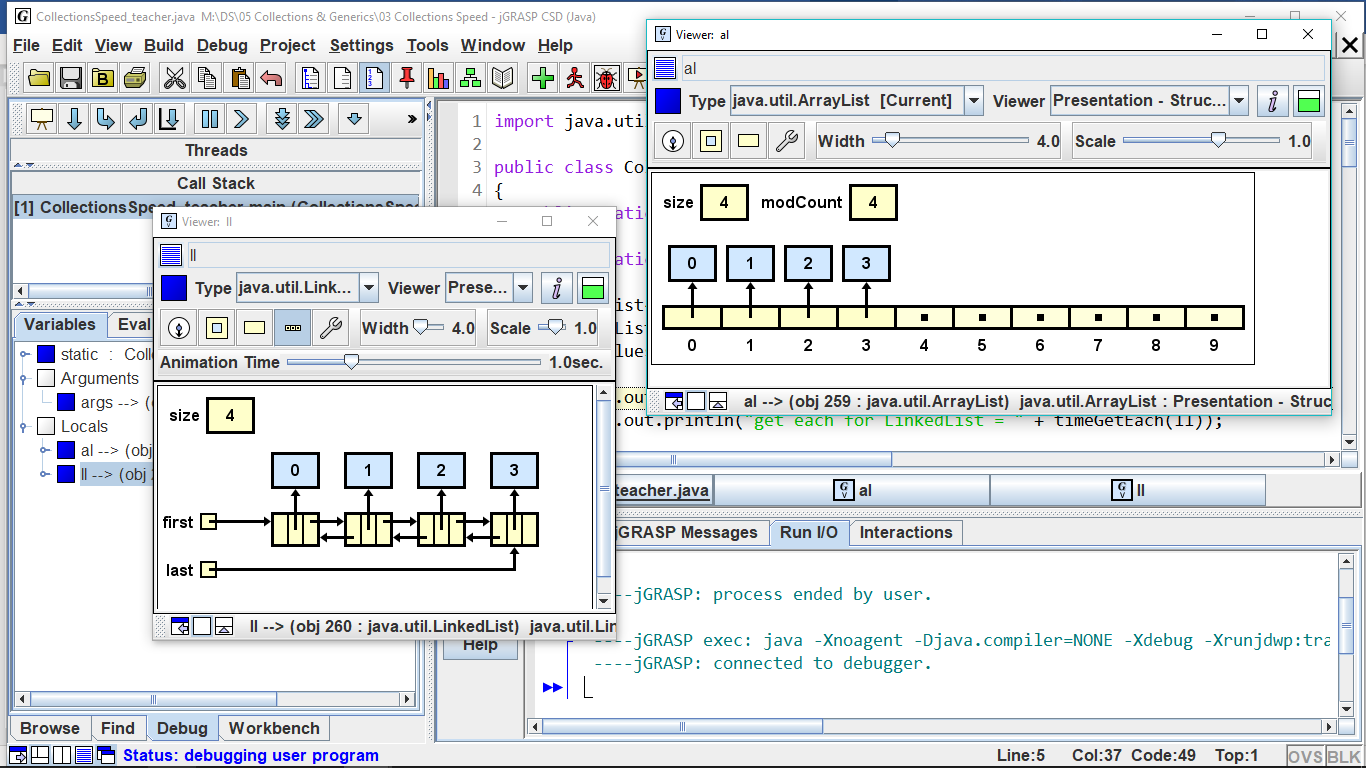 CollectionsSpeed_teacher.java  M:\DS\05 Collections & Generics\03 Collections Speed - jGRASP CSD (Java)
File Edit View Build Debug Project Settings Tools Window Help
Threads
Call Stack
[1] CollectionsSpeed_teacher.main (CollectionsSpe
Variables Eval
static : Colle
Arguments
args --> (
Locals
al --> (obj
ll --> (obj 2
Browse Find Debug Workbench
Status: debugging user program
Line:5 Col:37 Code:49 Top:1 OVS BLK
1 import java.uti
2
3 public class Co
4 {
.out.println("get each for LinkedList = " + timeGetEach(ll));
teacher.java al ll
jGRASP Messages Run I/O Interactions
Help
----jGRASP: process ended by user.
----jGRASP exec: java -Xnoagent -Djava.compiler=NONE -Xdebug -Xrunjdwp:tra
----jGRASP: connected to debugger.
Viewer: ll
ll
Type java.util.Link... Viewer Prese...
Width 4.0 Scale 1.0
Animation Time 1.0sec.
size 4
0 1 2 3
first
last
ll --> (obj 260 : java.util.LinkedList) java.util.Lin
Viewer: al
al
Type java.util.ArrayList [Current] Viewer Presentation - Struc...
Width 4.0 Scale 1.0
size 4 modCount 4
0 1 2 3
0 1 2 3 4 5 6 7 8 9
al --> (obj 259 : java.util.ArrayList) java.util.ArrayList : Presentation - Struc